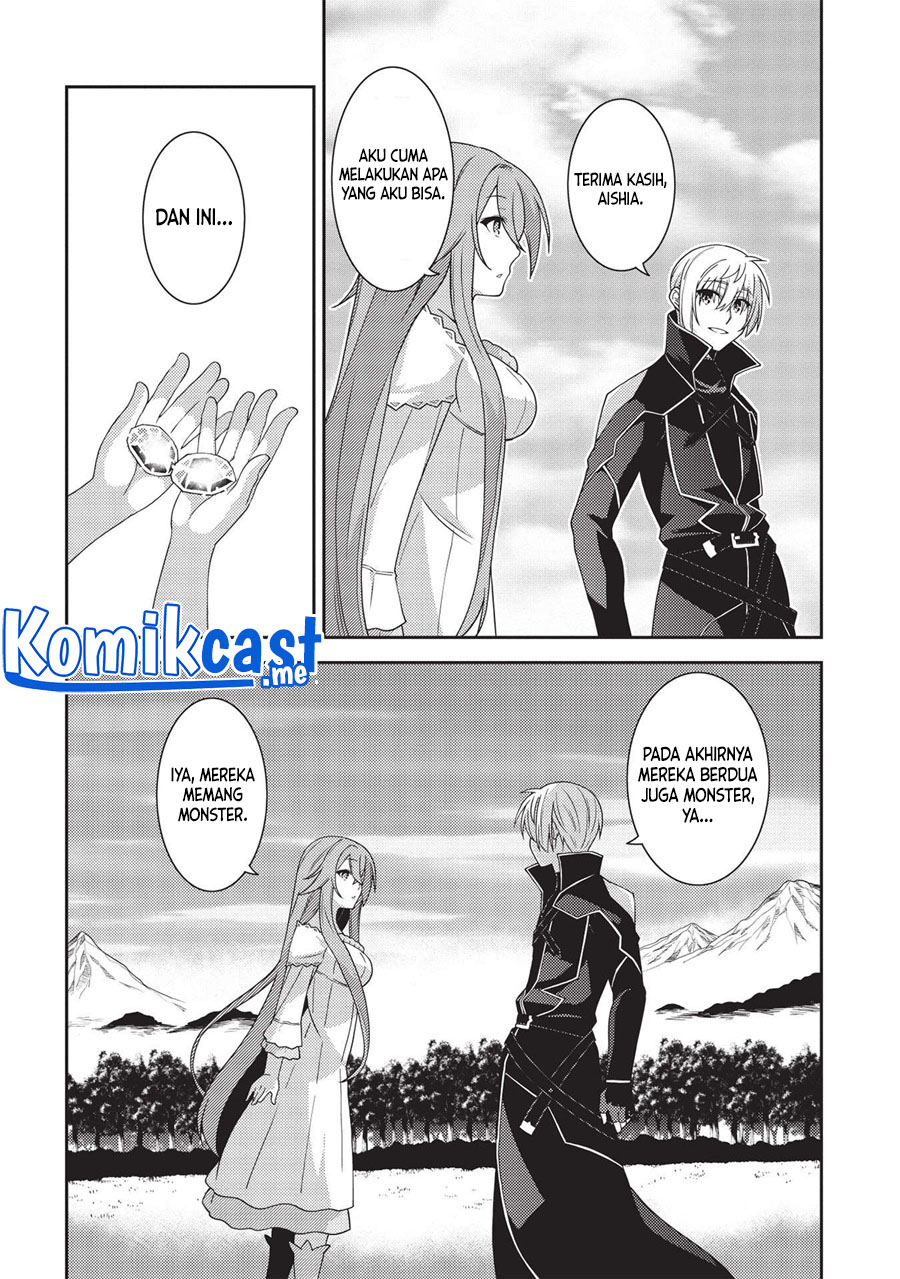 TERIMA KASIH,
AISHIA.
AKU CUMA
MELAKUKAN APA
YANG AKU BISA.
DAN INI...
Komikcast
.me
PADA AKHIRNYA
MEREKA BERDUA
JUGA MONSTER,
YA...
IYA, MEREKA
MEMANG
MONSTER.